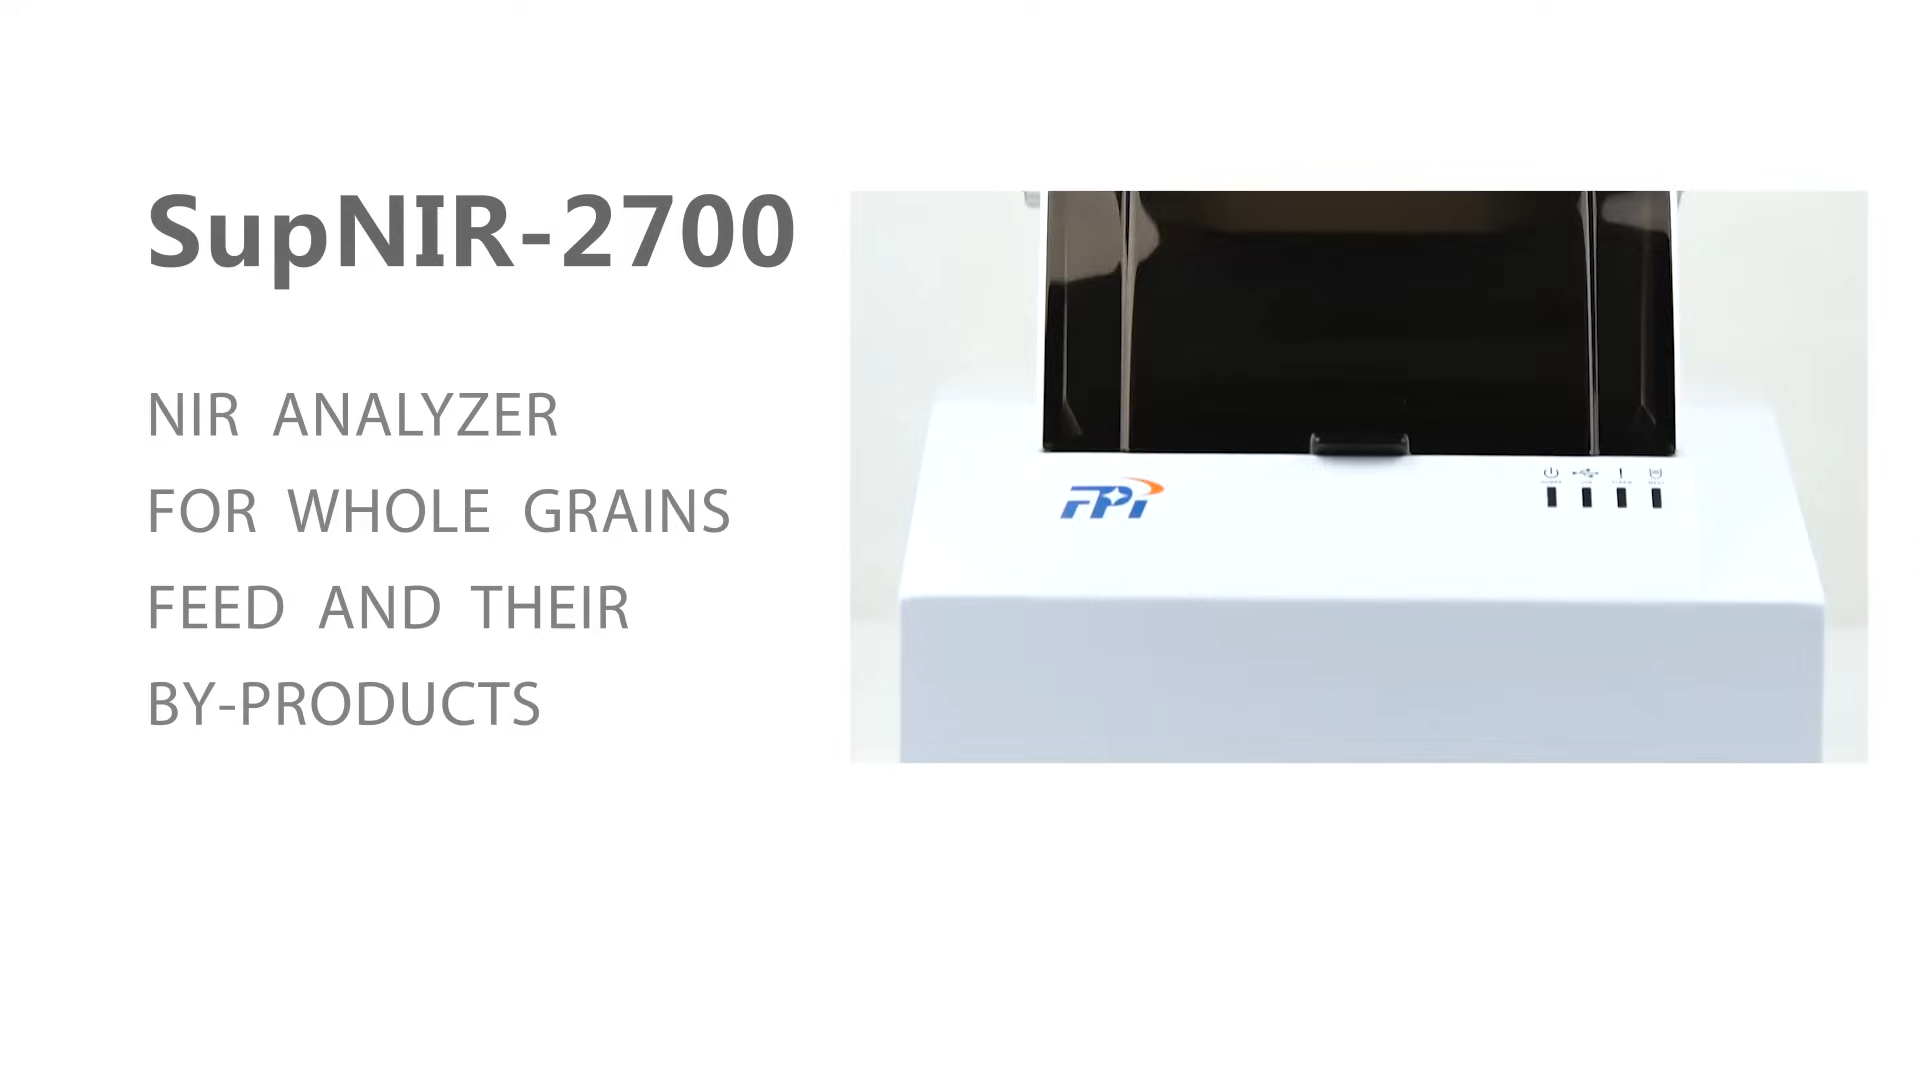 SupNIR-2700
NIR ANALYZER
FOR WHOLE GRAINS
FEED AND THEIR
BY-PRODUCTS
FPI